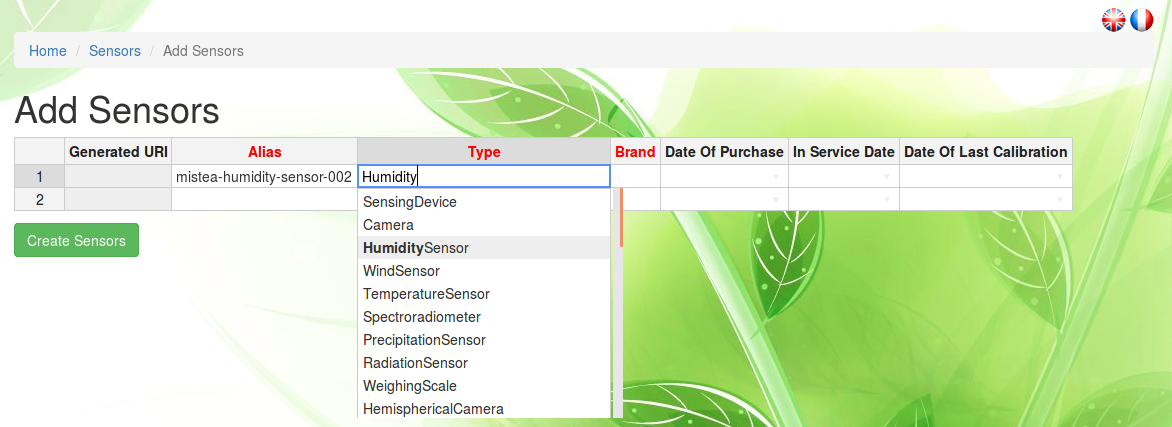 Home / Sensors / Add Sensors
Add Sensors
Generated URI Alias Type Brand Date Of Purchase In Service Date Date Of Last Calibration
1 mistea-humidity-sensor-002 Humidity
2
SensingDevice
Camera
HumiditySensor
WindSensor
TemperatureSensor
Spectroradiometer
PrecipitationSensor
RadiationSensor
WeighingScale
HemisphericalCamera
Create Sensors